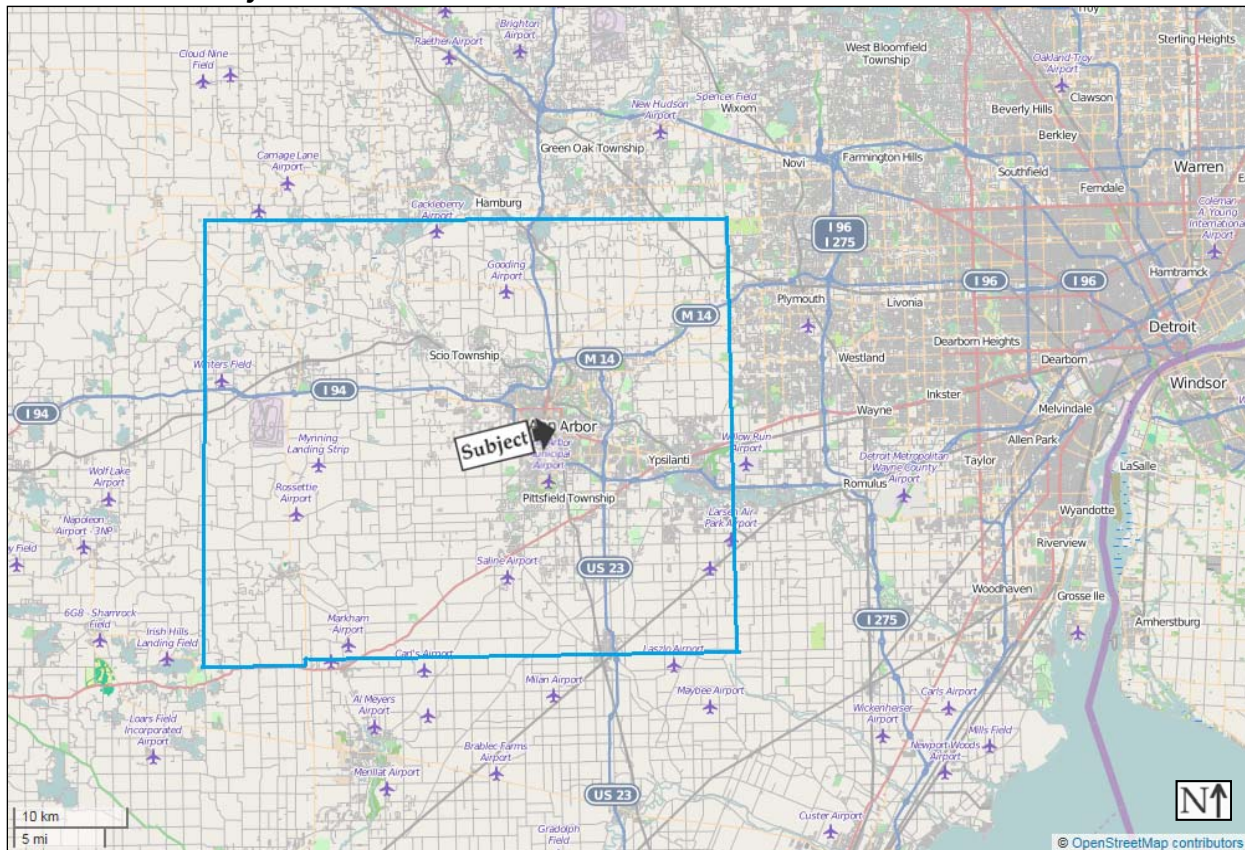 Cloud Nine
Field
Raether Airport
Brighton
Airport
Troy
Sterling Heights
West Bloomfield
Township
Oakland-Troy
Airport
Clawson
Beverly Hills
Berkley
New Hudson
Airport
Spencer Field
Wixom
Green Oak Township
Novi
Farmington Hills
Southfield
Warren
Ferndale
Carriage Lane
Airport
Hamburg
Cackleberry
Airport
I 96
I 275
Coleman
A. Young
International
Airport
Gooding
Airport
Hamtramck
I 96
I 96
Plymouth
Livonia
M 14
Detroit
Scio Township
M 14
Dearborn Heights
Dearborn
Westland
Winters Field
Windsor
I 94
I 94
Inkster
Wayne
Melvindale
Subject
Arbor
Allen Park
Mynning
Landing Strip
Airport
Ypsilanti
Willow Run
Airport
Detroit Metropolitan
Wayne County
Airport
Taylor
LaSalle
Wolf Lake
Airport
Rossettie
Airport
Pittsfield Township
Romulus
Wyandotte
Napoleon
Airport - 3NP
Larsen Air
Park Airport
Riverview
y Field
Saline Airport
US 23
Woodhaven
Grosse Ile
6G8 - Shamrock
Field
Irish Hills
Landing Field
Markham
Airport
I 275
Amherstburg
Carl's Airport
Laszlo Airport
Milan Airport
Maybee Airport
Al Meyers
Airport
Wickenheiser
Airport
Carls Airport
Loars Field
Incorporated
Airport
Mills Field
Brablec Farms
Airport
Newport Woods
Airport
Merillat Airport
US 23
N
10 km
5 mi
Gradolph
Field
Custer Airport
© OpenStreetMap contributors